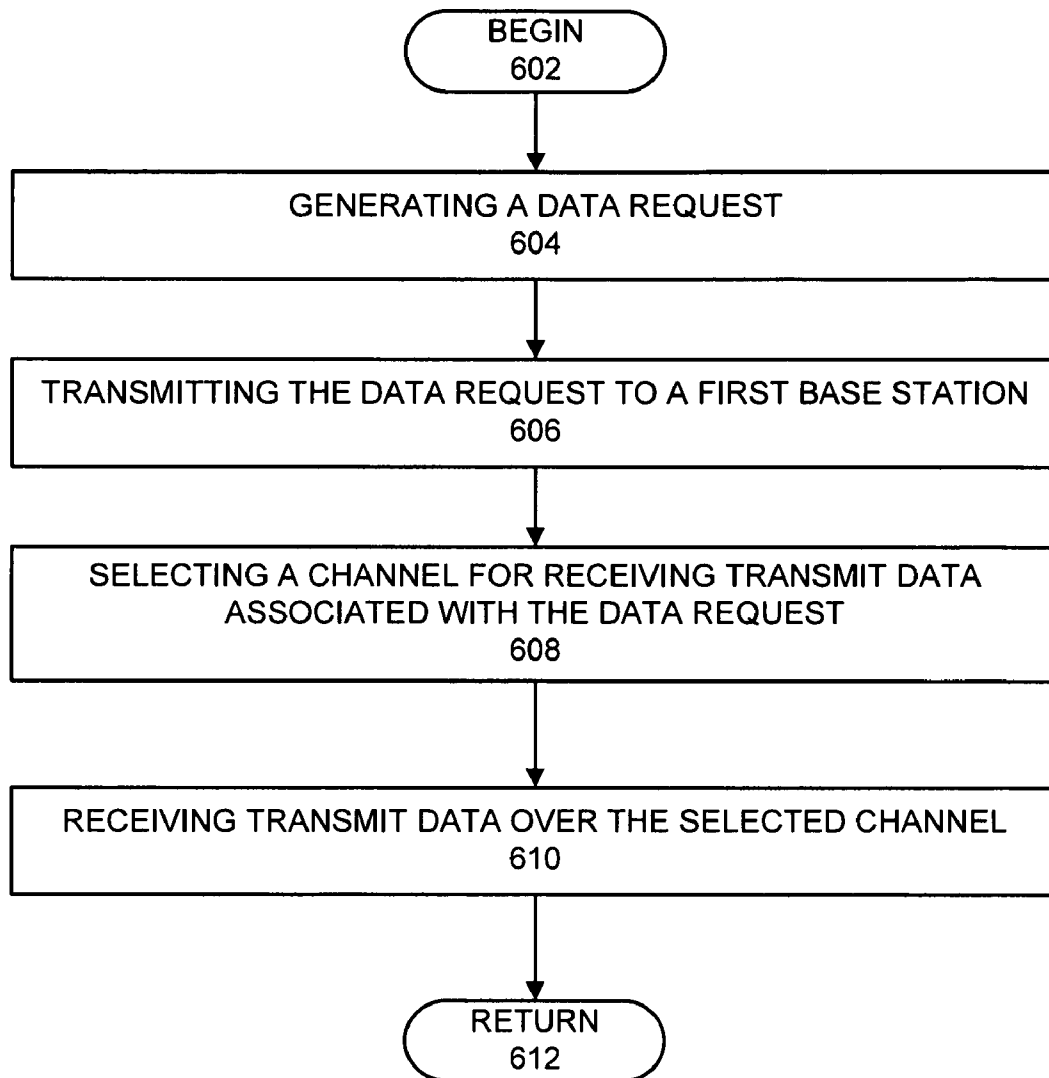 BEGIN
602
GENERATING A DATA REQUEST
604
TRANSMITTING THE DATA REQUEST TO A FIRST BASE STATION
606
SELECTING A CHANNEL FOR RECEIVING TRANSMIT DATA
ASSOCIATED WITH THE DATA REQUEST
608
RECEIVING TRANSMIT DATA OVER THE SELECTED CHANNEL
610
RETURN
612